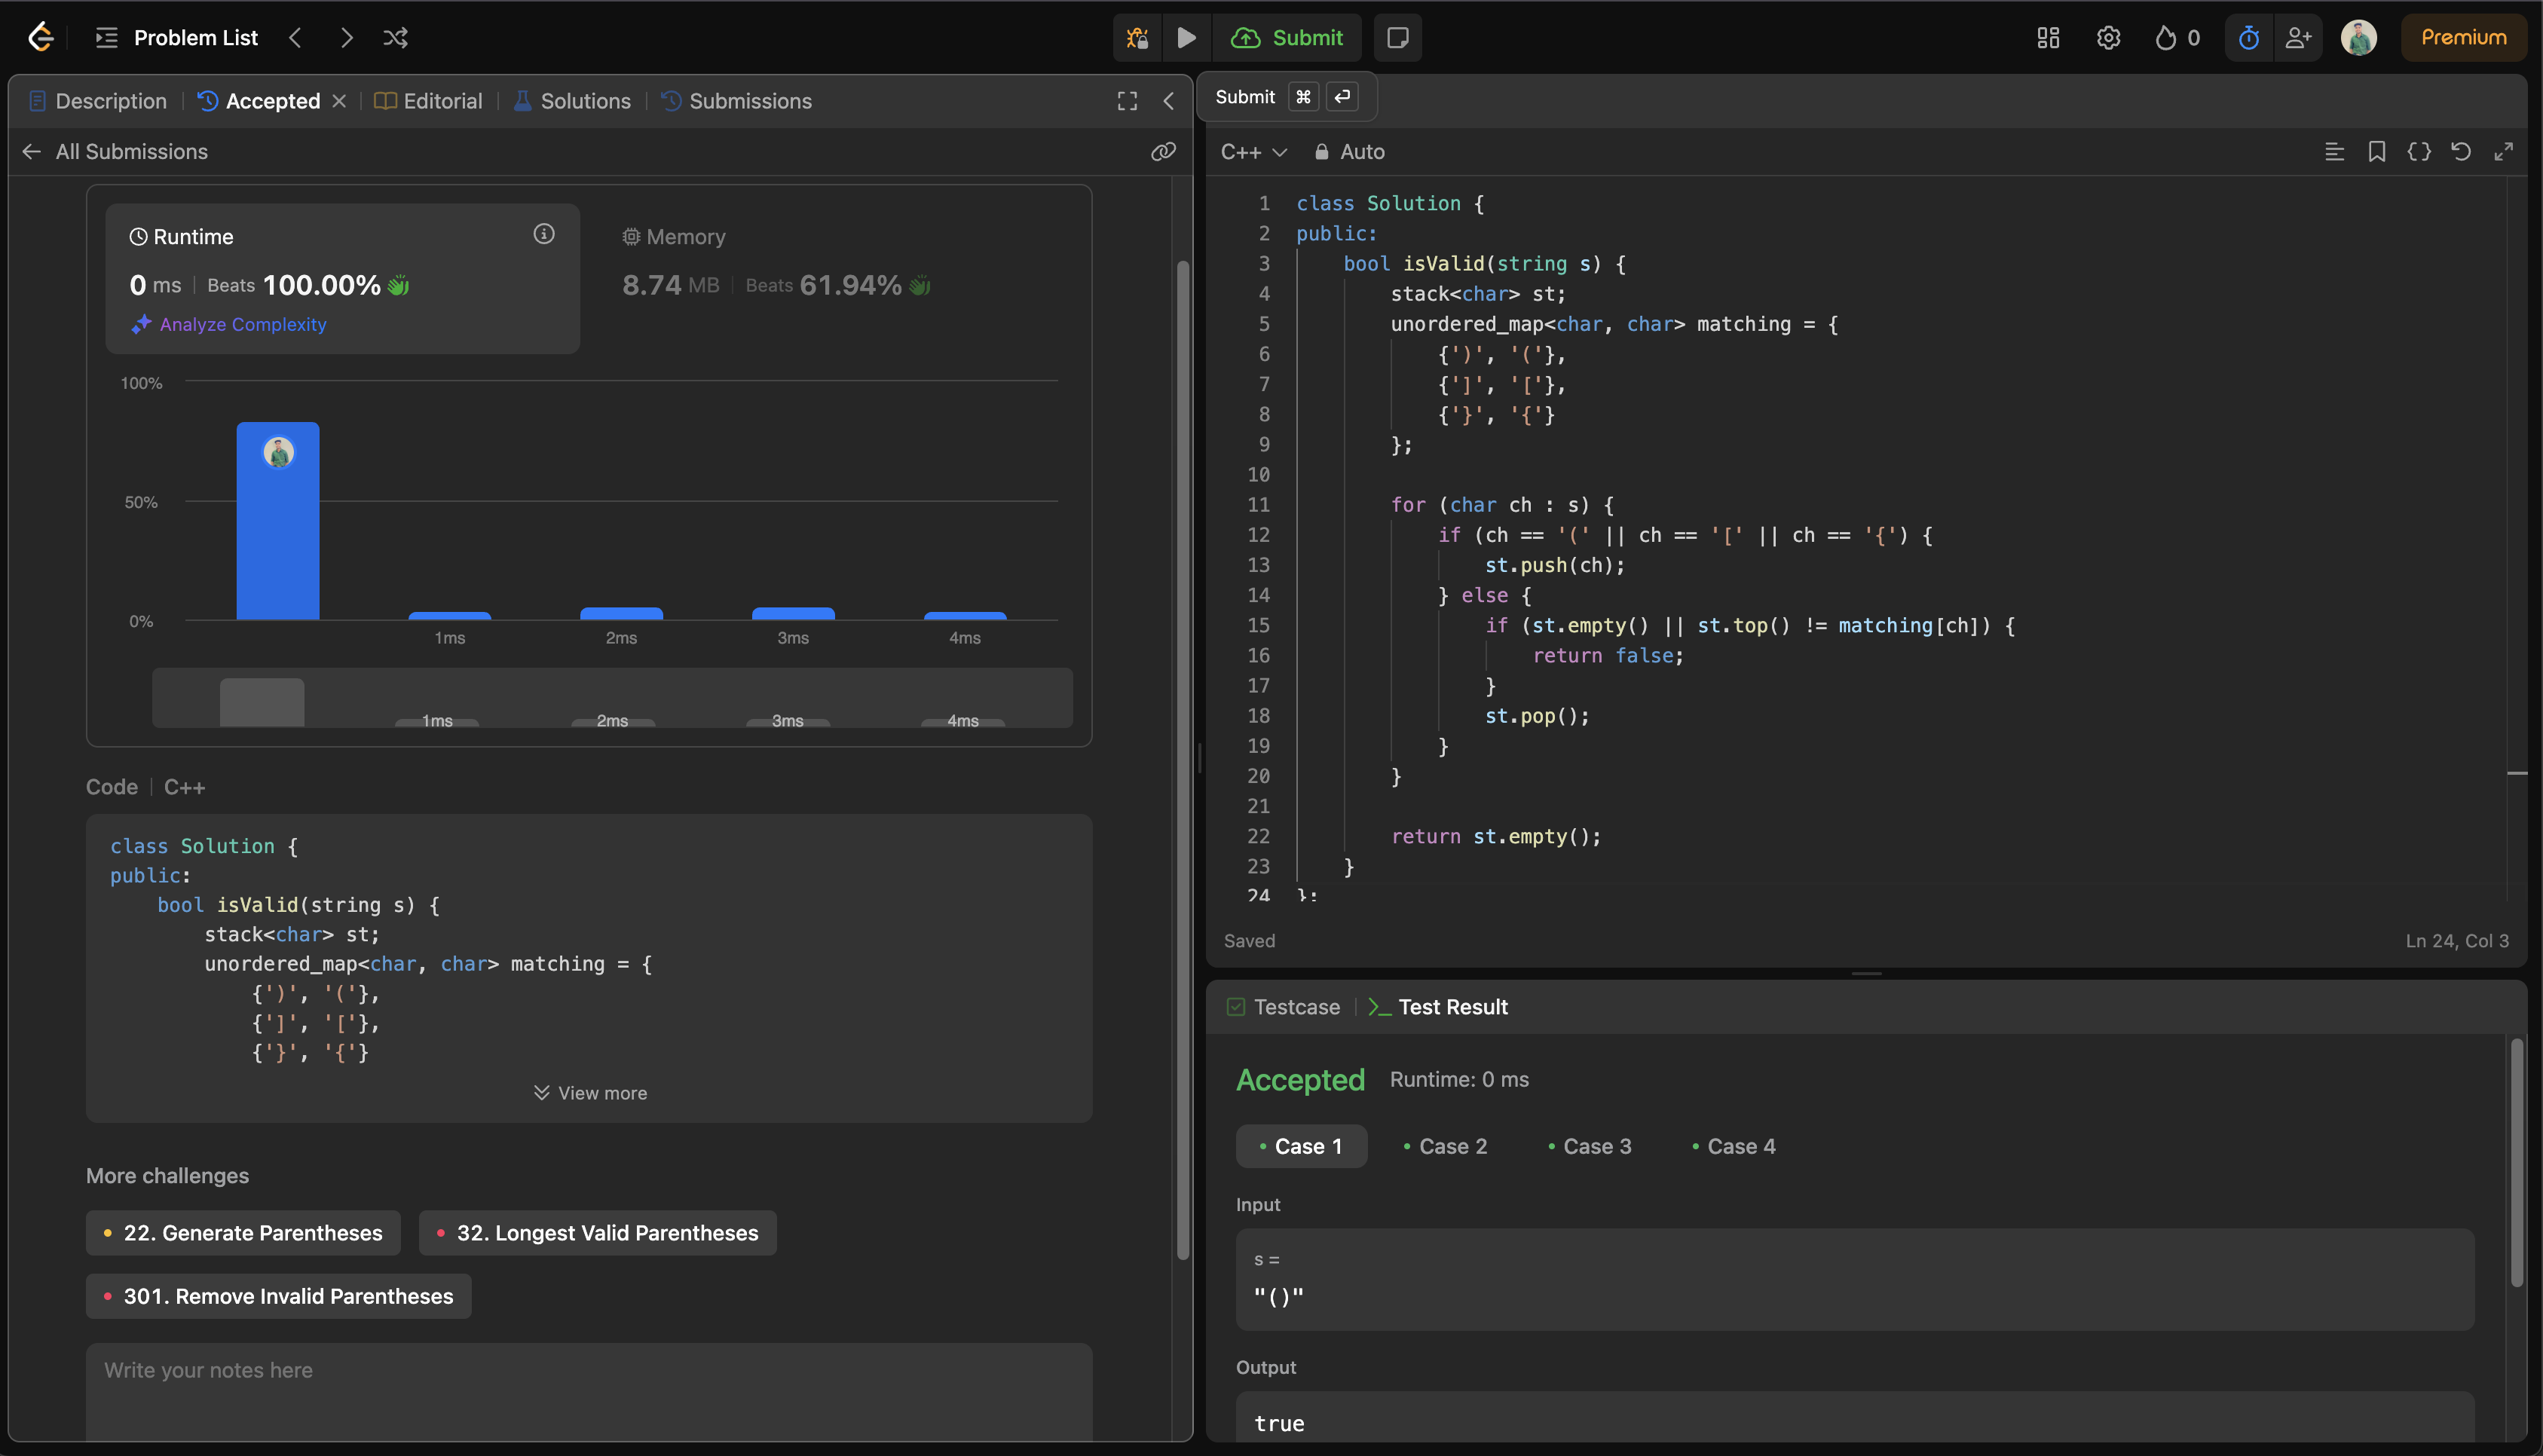 Problem List
Submit
0
Premium
Description
Accepted
Editorial
Solutions
Submissions
Submit ⌘ ↵
All Submissions
C++
Auto
Runtime
0 ms | Beats 100.00%
Analyze Complexity
Memory
8.74 MB | Beats 61.94%
100%
50%
0%
1ms 2ms 3ms 4ms
1ms 2ms 3ms 4ms
Code | C++
class Solution {
public:
    bool isValid(string s) {
        stack<char> st;
        unordered_map<char, char> matching = {
            {')', '('},
            {']', '['},
            {'}', '{'}
View more
More challenges
22. Generate Parentheses
32. Longest Valid Parentheses
301. Remove Invalid Parentheses
Write your notes here
1 class Solution {
2 public:
3     bool isValid(string s) {
4         stack<char> st;
5         unordered_map<char, char> matching = {
6             {')', '('},
7             {']', '['},
8             {'}', '{'}
9         };
10
11         for (char ch : s) {
12             if (ch == '(' || ch == '[' || ch == '{') {
13                 st.push(ch);
14             } else {
15                 if (st.empty() || st.top() != matching[ch]) {
16                     return false;
17                 }
18                 st.pop();
19             }
20         }
21
22         return st.empty();
23     }
24 };
Saved
Ln 24, Col 3
Testcase
Test Result
Accepted
Runtime: 0 ms
Case 1
Case 2
Case 3
Case 4
Input
s =
"()"
Output
true